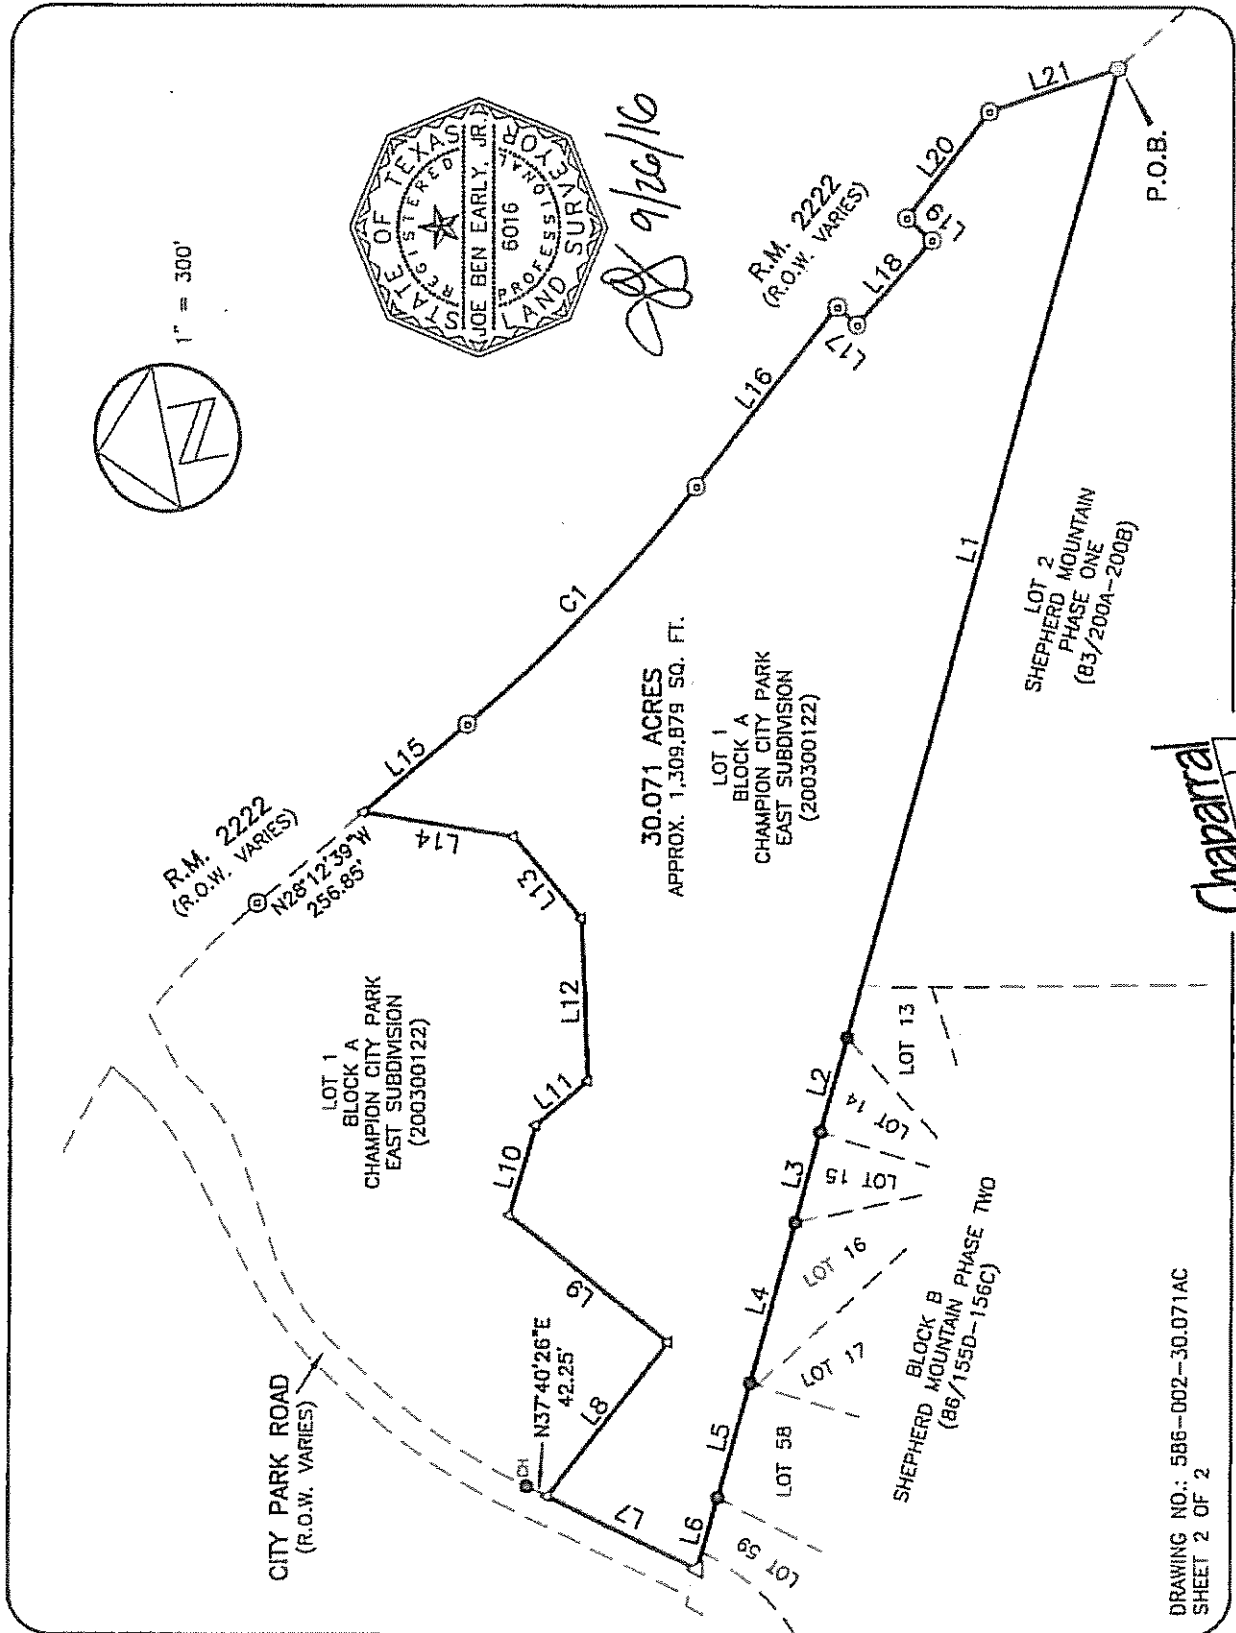 1" = 300'
N
STATE OF TEXAS
REGISTERED
JOE BEN EARLY, JR.
6016
PROFESSIONAL
LAND SURVEYOR
9/26/16
R.M. 2222
(R.O.W. VARIES)
R.M. 2222
(R.O.W. VARIES)
N28°12'39"W
256.85'
CITY PARK ROAD
(R.O.W. VARIES)
CH
N37°40'26"E
42.25'
LOT 1
BLOCK A
CHAMPION CITY PARK
EAST SUBDIVISION
(200300122)
30.071 ACRES
APPROX. 1,309,879 SQ. FT.
LOT 1
BLOCK A
CHAMPION CITY PARK
EAST SUBDIVISION
(200300122)
L1
L2
L3
L4
L5
L6
L7
L8
L9
L10
L11
L12
L13
L14
L15
C1
L16
L17
L18
L19
L20
L21
P.O.B.
LOT 2
SHEPHERD MOUNTAIN
PHASE ONE
(83/200A-200B)
LOT 13
LOT 14
LOT 15
LOT 16
LOT 17
LOT 58
LOT 59
BLOCK B
SHEPHERD MOUNTAIN PHASE TWO
(86/155D-156C)
Chaparral
DRAWING NO.: 586-002-30.071AC
SHEET 2 OF 2